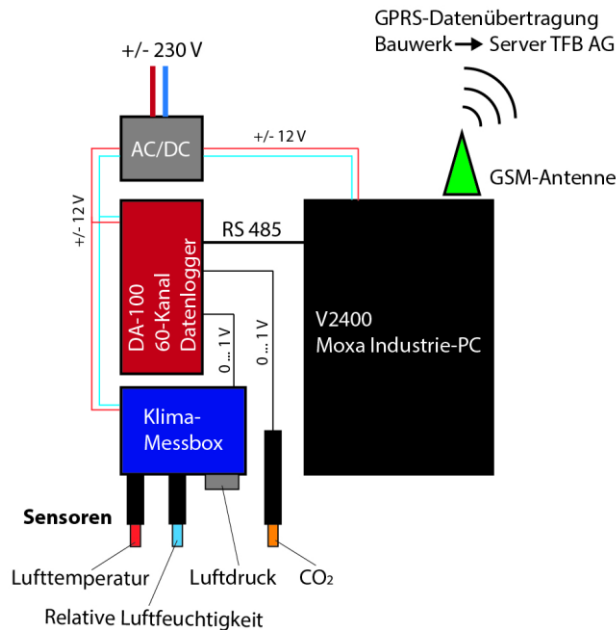 GPRS-Datenübertragung
Bauwerk → Server TFB AG
+/- 230 V
AC/DC
+/- 12 V
GSM-Antenne
+/- 12 V
RS 485
DA-100
60-Kanal
Datenlogger
V2400
Moxa Industrie-PC
0 ... 1 V
0 ... 1 V
Klima-
Messbox
Sensoren
Lufttemperatur
Luftdruck
CO₂
Relative Luftfeuchtigkeit